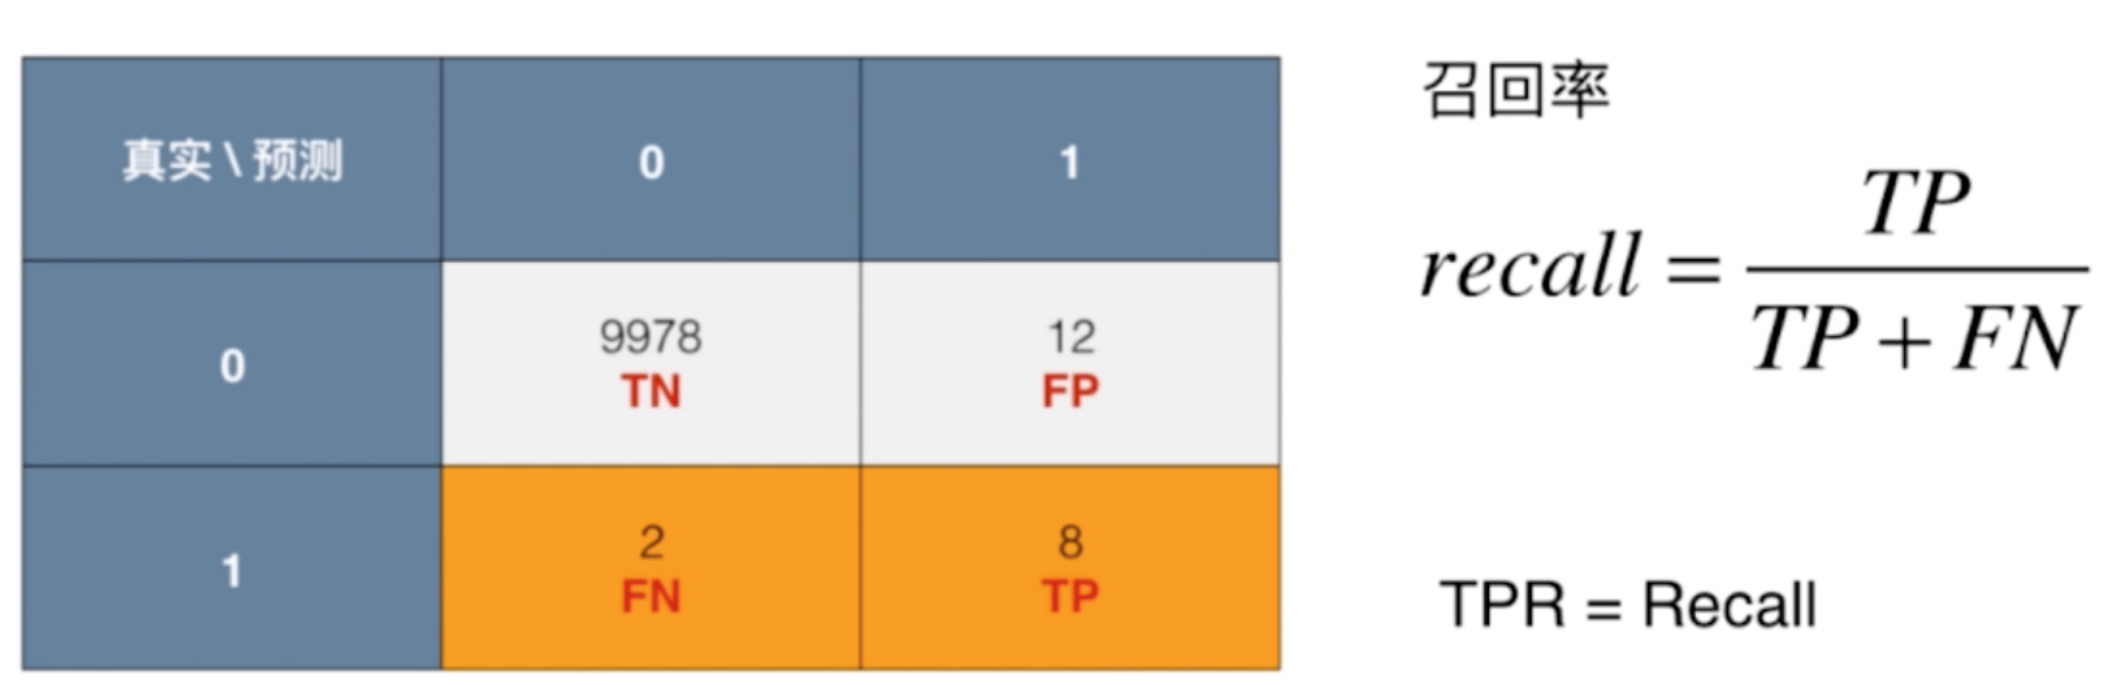 真实 \ 预测 0 1
0 9978 12
TN FP
1 2 8
FN TP
召回率
recall = TP / TP + FN
TPR = Recall